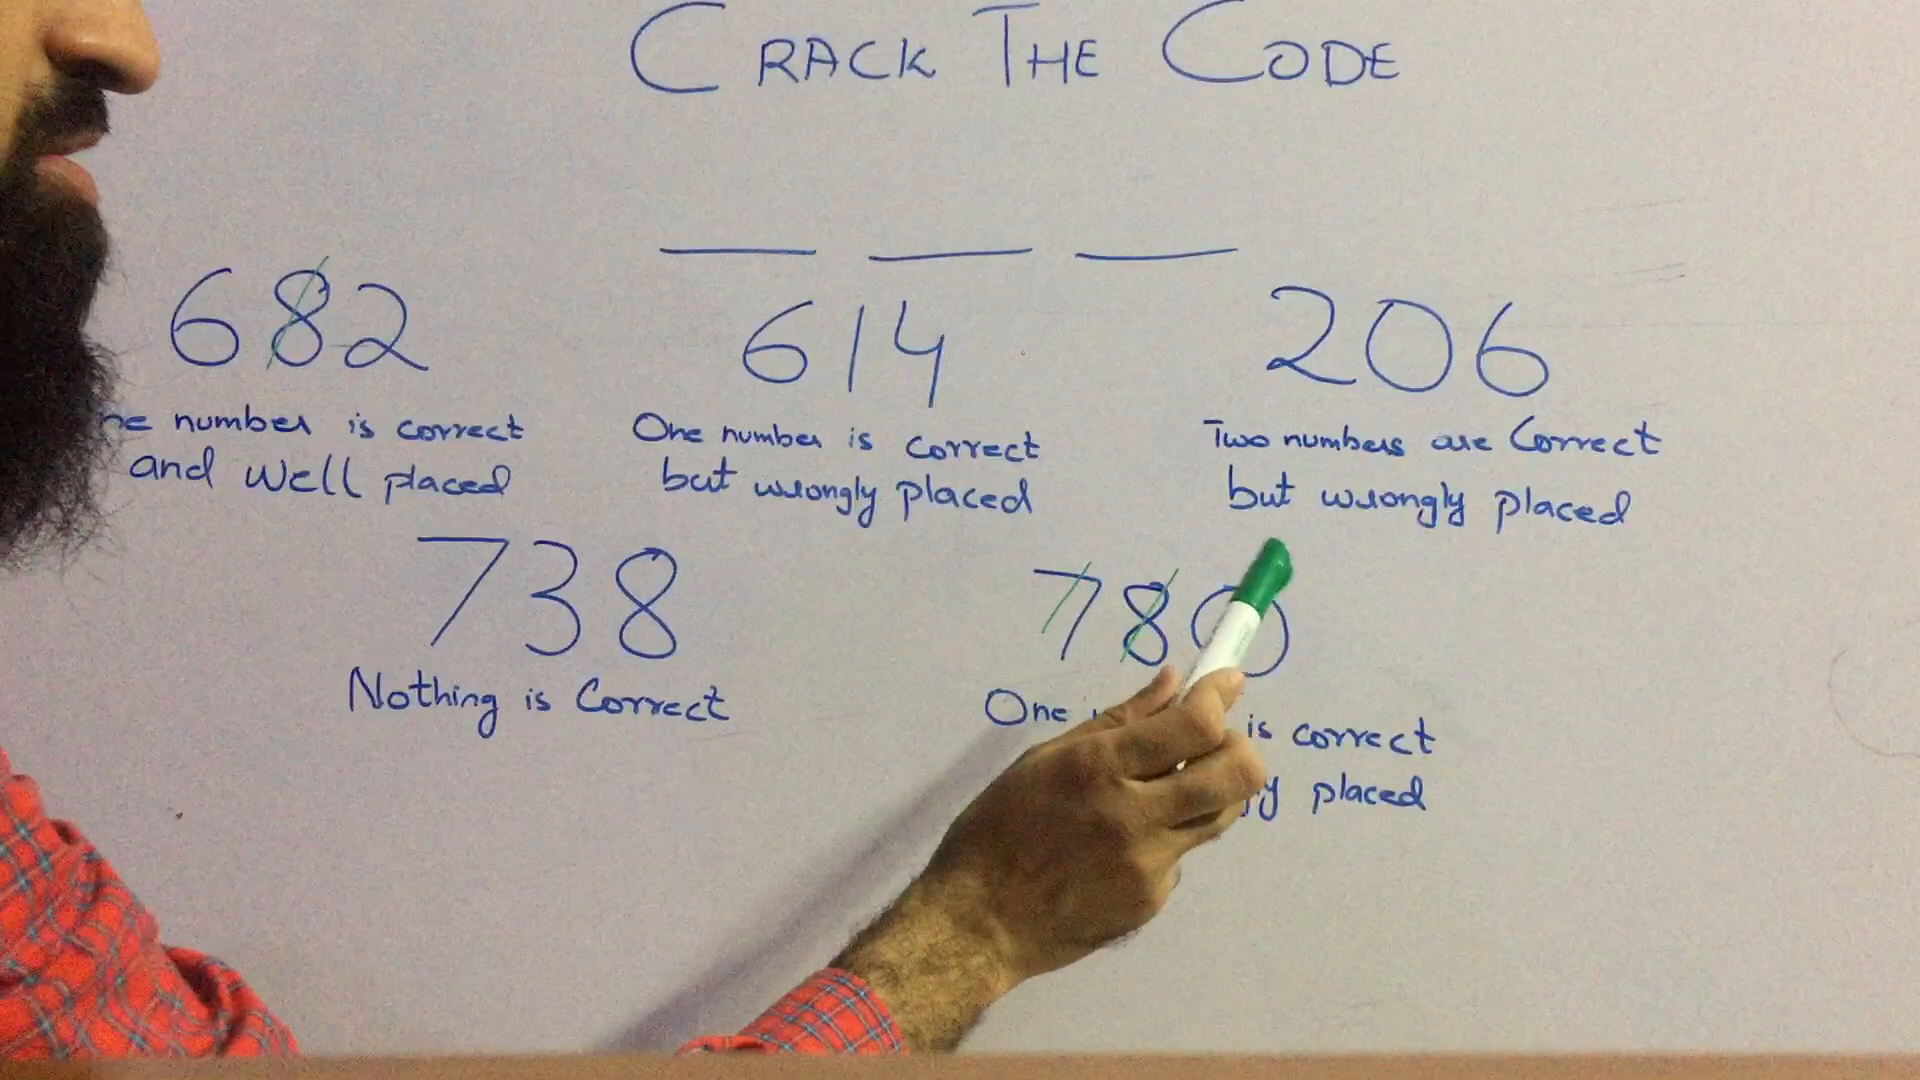 CRACK THE CODE
682
614
206
number is correct
and well placed
One number is correct
but wrongly placed
Two numbers are Correct
but wrongly placed
738
780
Nothing is Correct
One is correct
placed